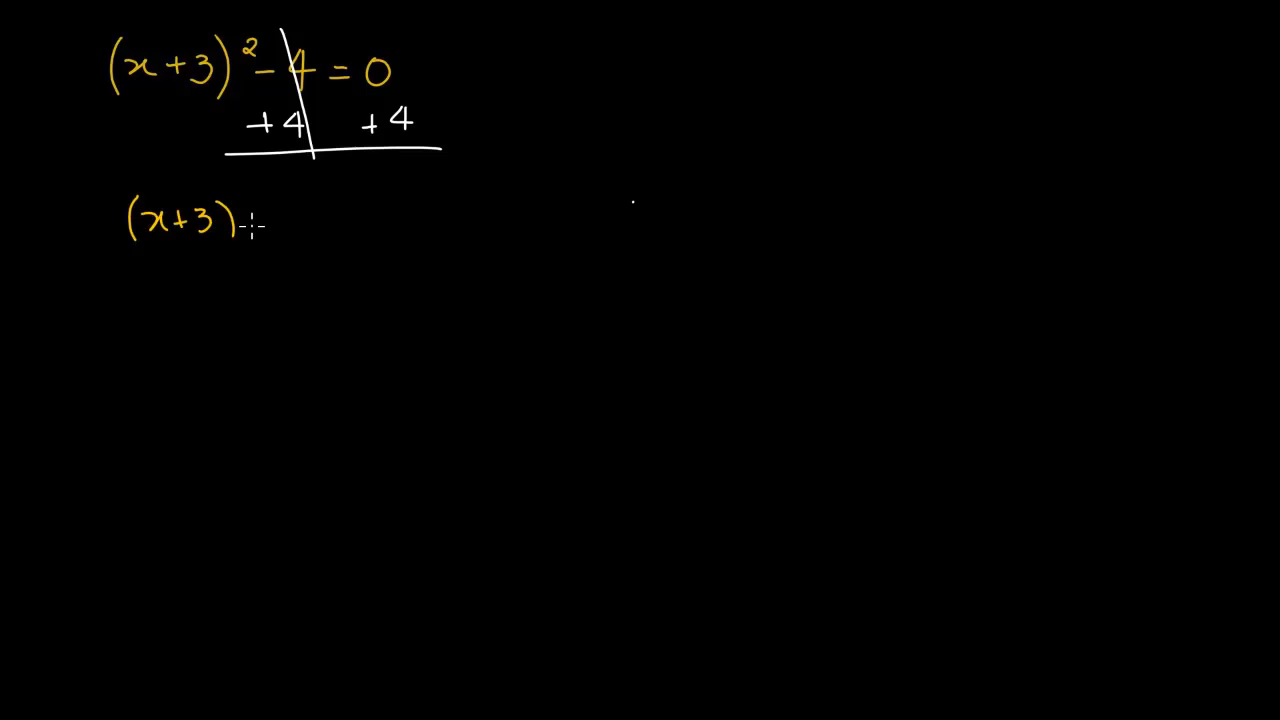 (x+3)² - 4 = 0
+4 +4
(x+3)